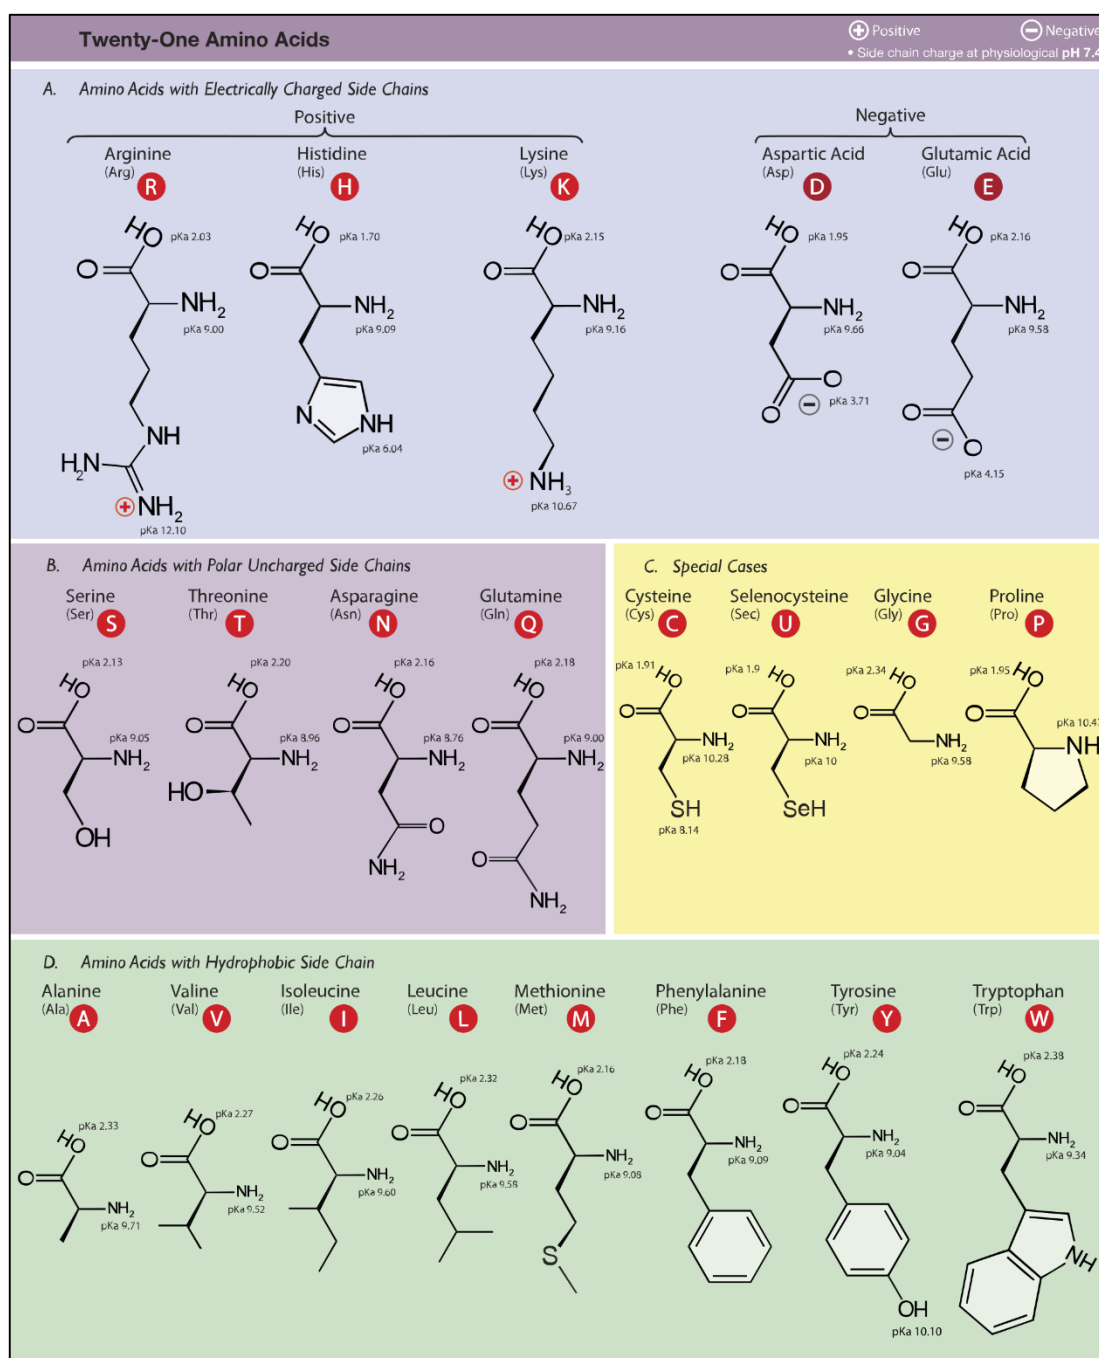 Twenty-One Amino Acids
+ Positive
− Negative
• Side chain charge at physiological pH 7.4
A. Amino Acids with Electrically Charged Side Chains
Positive
Negative
Arginine
(Arg) R
Histidine
(His) H
Lysine
(Lys) K
Aspartic Acid
(Asp) D
Glutamic Acid
(Glu) E
HO pKa 2.03
O
NH2
pKa 9.00
NH
H2N
+ NH2
pKa 12.10
HO pKa 1.70
O
NH2
pKa 9.09
N
NH
pKa 6.04
HO pKa 2.15
O
NH2
pKa 9.16
+ NH3
pKa 10.67
HO pKa 1.95
O
NH2
pKa 9.66
O
O − pKa 3.71
HO pKa 2.16
O
NH2
pKa 9.58
O −
O
pKa 4.15
B. Amino Acids with Polar Uncharged Side Chains
Serine
(Ser) S
Threonine
(Thr) T
Asparagine
(Asn) N
Glutamine
(Gln) Q
pKa 2.13
HO
O
pKa 9.05
NH2
OH
pKa 2.20
HO
O
pKa 8.96
NH2
HO
pKa 2.16
HO
O
pKa 8.76
NH2
O
NH2
pKa 2.18
HO
O
pKa 9.00
NH2
O
NH2
C. Special Cases
Cysteine
(Cys) C
Selenocysteine
(Sec) U
Glycine
(Gly) G
Proline
(Pro) P
pKa 1.91 HO
O
NH2
pKa 10.28
SH
pKa 8.14
pKa 1.9 HO
O
NH2
pKa 10
SeH
pKa 2.34 HO
O
NH2
pKa 9.58
pKa 1.95 HO
O
pKa 10.47
NH
D. Amino Acids with Hydrophobic Side Chain
Alanine
(Ala) A
Valine
(Val) V
Isoleucine
(Ile) I
Leucine
(Leu) L
Methionine
(Met) M
Phenylalanine
(Phe) F
Tyrosine
(Tyr) Y
Tryptophan
(Trp) W
pKa 2.33
HO
O
NH2
pKa 9.71
pKa 2.27
HO
O
NH2
pKa 9.52
pKa 2.26
HO
O
NH2
pKa 9.60
pKa 2.32
HO
O
NH2
pKa 9.58
pKa 2.16
HO
O
NH2
pKa 9.08
S
pKa 2.18
HO
O
NH2
pKa 9.09
pKa 2.24
HO
O
NH2
pKa 9.04
OH
pKa 10.10
pKa 2.38
HO
O
NH2
pKa 9.34
NH